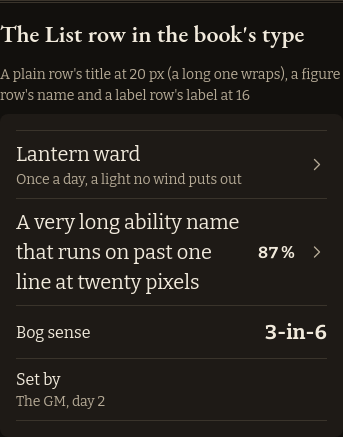 The List row in the book's type
A plain row's title at 20 px (a long one wraps), a figure
row's name and a label row's label at 16
Lantern ward
Once a day, a light no wind puts out
A very long ability name
that runs on past one
line at twenty pixels
87 %
Bog sense
3-in-6
Set by
The GM, day 2